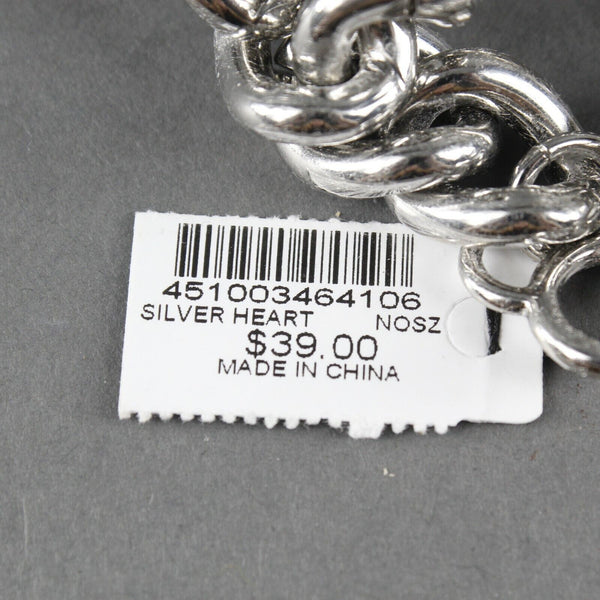 451003464106
SILVER HEART NOSZ
$39.00
MADE IN CHINA